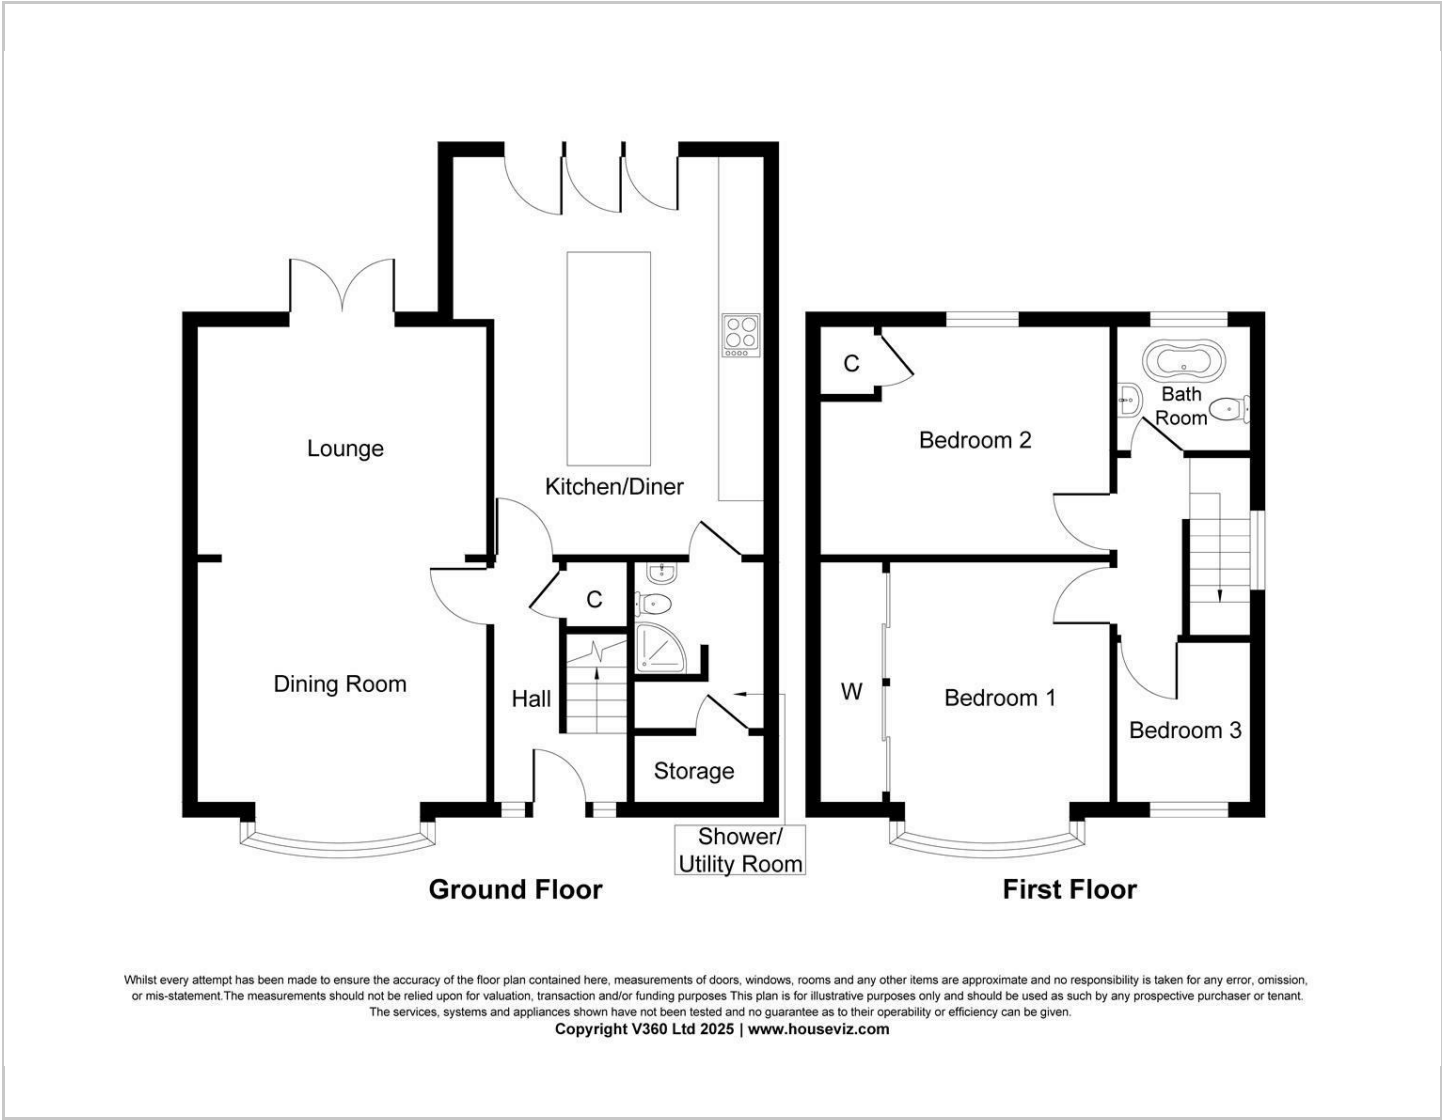 Lounge
Kitchen/Diner
Dining Room
Hall
C
Storage
Shower/
Utility Room
Ground Floor
C
Bedroom 2
Bath
Room
W
Bedroom 1
Bedroom 3
First Floor
Whilst every attempt has been made to ensure the accuracy of the floor plan contained here, measurements of doors, windows, rooms and any other items are approximate and no responsibility is taken for any error, omission,
or mis-statement.The measurements should not be relied upon for valuation, transaction and/or funding purposes This plan is for illustrative purposes only and should be used as such by any prospective purchaser or tenant.
The services, systems and appliances shown have not been tested and no guarantee as to their operability or efficiency can be given.
Copyright V360 Ltd 2025 | www.houseviz.com